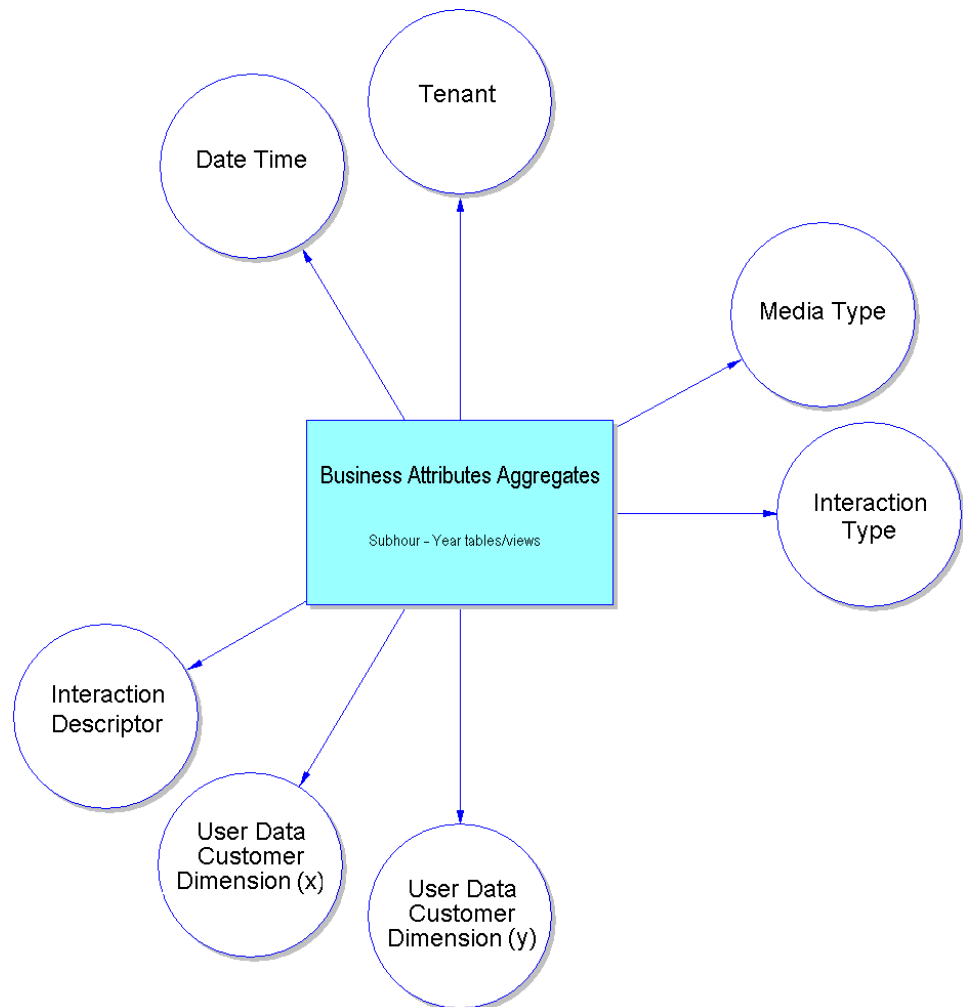 Tenant
Date Time
Media Type
Business Attributes Aggregates
Subhour – Year tables/views
Interaction
Type
Interaction
Descriptor
User Data
Customer
Dimension (x)
User Data
Customer
Dimension (y)